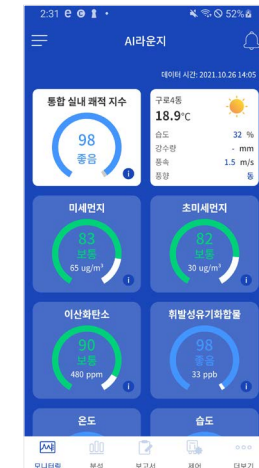 2:31
52%
AI라운지
데이터 시간: 2021.10.26 14:05
통합 실내 쾌적 지수
98
좋음
구로4동
18.9℃
습도 32 %
강수량 - mm
풍속 1.5 m/s
풍향 동
미세먼지
83
보통
65 ug/m³
초미세먼지
82
보통
30 ug/m³
이산화탄소
90
보통
480 ppm
휘발성유기화합물
98
좋음
33 ppb
온도
습도
모니터링
분석
보고서
제어
더보기